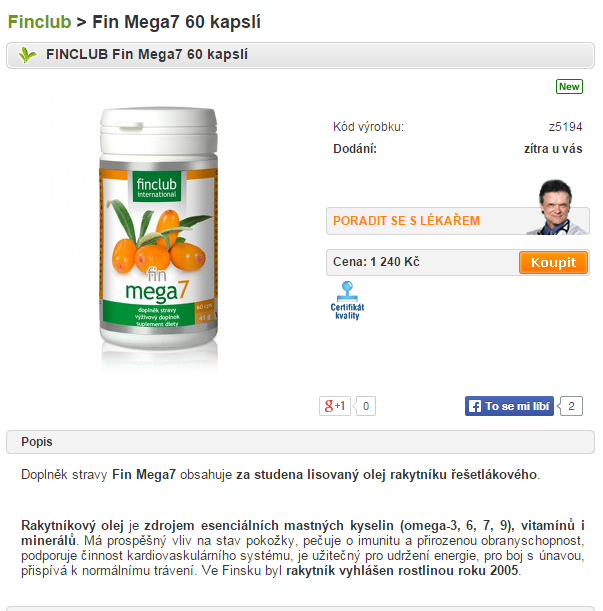 Finclub > Fin Mega7 60 kapslí
FINCLUB Fin Mega7 60 kapslí
New
Kód výrobku: z5194
Dodání: zítra u vás
finclub
international
fin
mega7
60 cps
41 g
doplněk stravy
výživový doplnok
suplement diety
PORADIT SE S LÉKAŘEM
Cena: 1 240 Kč Koupit
Certifikát
kvality
g+1 0 To se mi líbí 2
Popis
Doplněk stravy Fin Mega7 obsahuje za studena lisovaný olej rakytníku řešetlákového.
Rakytníkový olej je zdrojem esenciálních mastných kyselin (omega-3, 6, 7, 9), vitamínů i
minerálů. Má prospěšný vliv na stav pokožky, pečuje o imunitu a přirozenou obranyschopnost,
podporuje činnost kardiovaskulárního systému, je užitečný pro udržení energie, pro boj s únavou,
přispívá k normálnímu trávení. Ve Finsku byl rakytník vyhlášen rostlinou roku 2005.